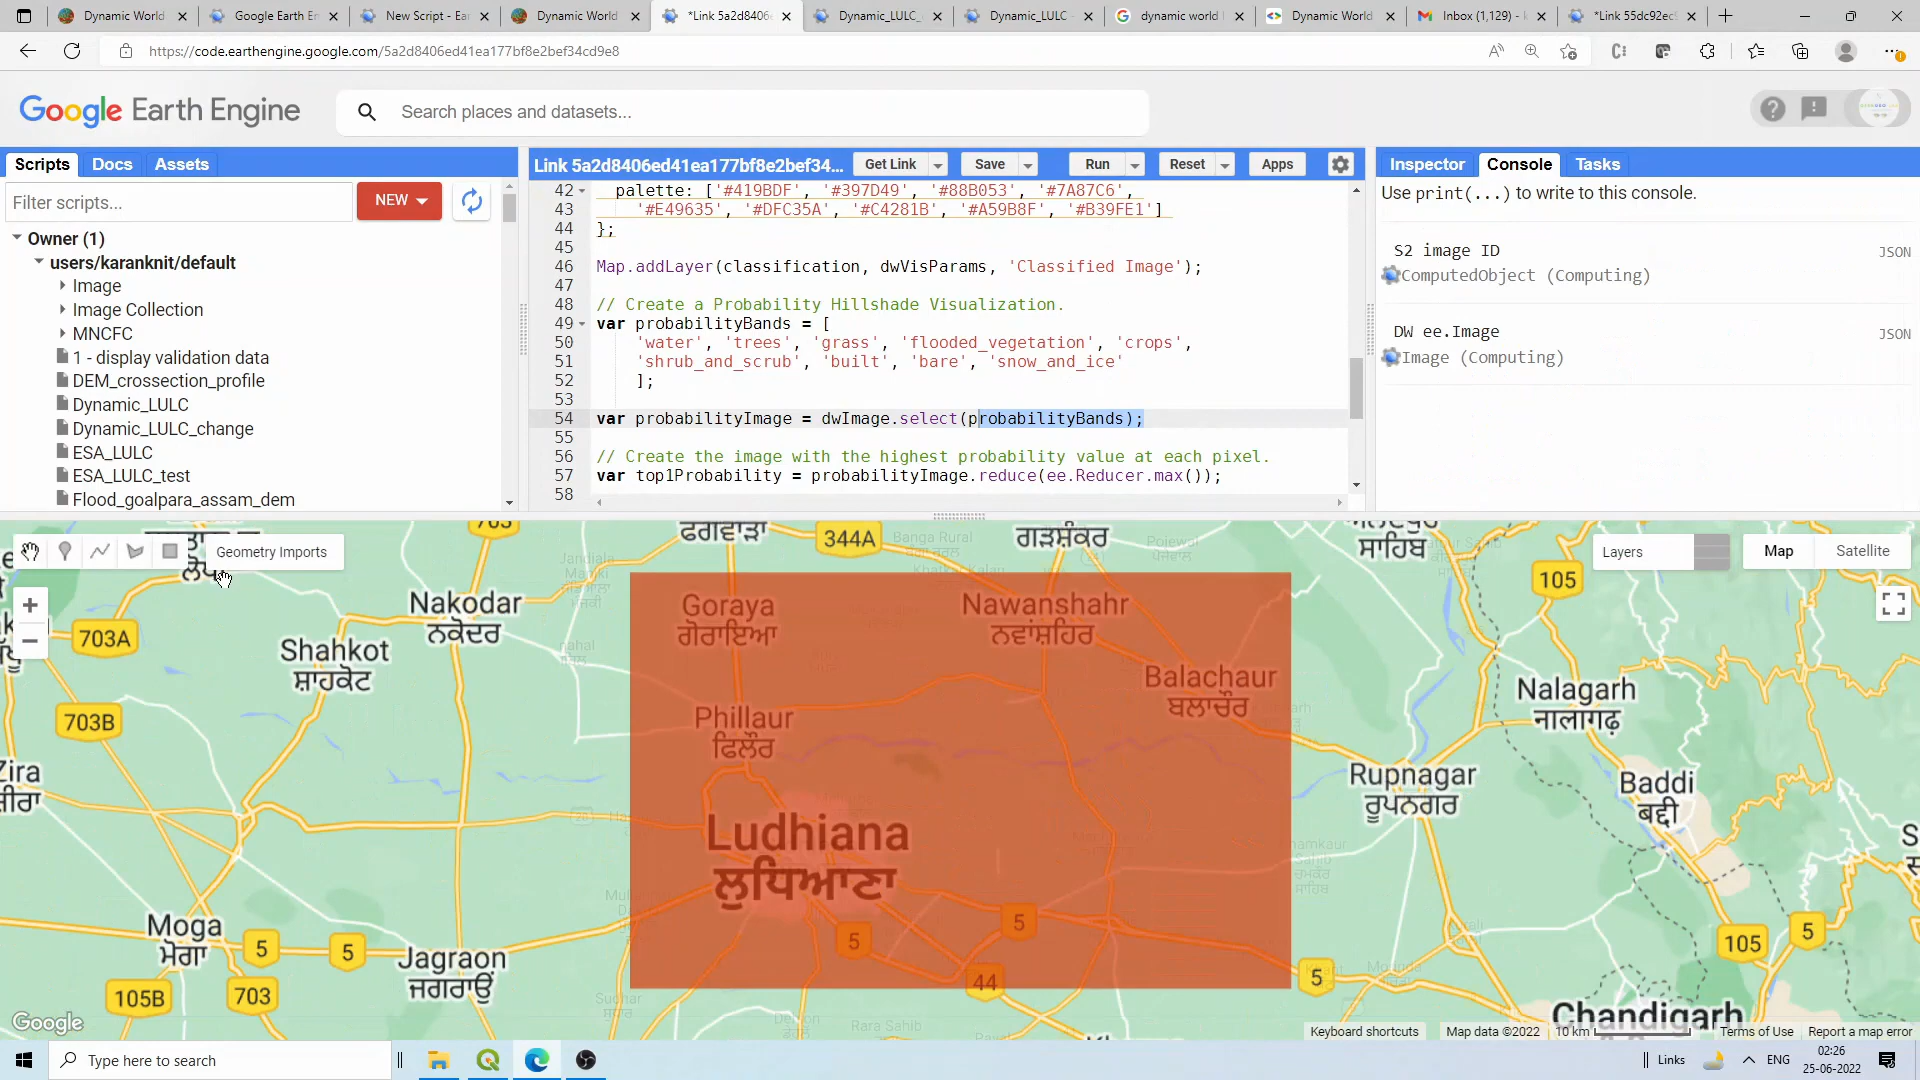 Dynamic World
Google Earth En
New Script - Ear
Dynamic World
*Link 5a2d8406
Dynamic_LULC_
Dynamic_LULC -
dynamic world
Dynamic World
Inbox (1,129) -
*Link 55dc92ec
https://code.earthengine.google.com/5a2d8406ed41ea177bf8e2bef34cd9e8
Google Earth Engine
Search places and datasets...
Scripts Docs Assets
Filter scripts...
NEW
Owner (1)
users/karanknit/default
Image
Image Collection
MNCFC
1 - display validation data
DEM_crossection_profile
Dynamic_LULC
Dynamic_LULC_change
ESA_LULC
ESA_LULC_test
Flood_goalpara_assam_dem
Link 5a2d8406ed41ea177bf8e2bef34...
Get Link Save Run Reset Apps
42 palette: ['#419BDF', '#397D49', '#88B053', '#7A87C6',
43 '#E49635', '#DFC35A', '#C4281B', '#A59B8F', '#B39FE1']
44 };
45
46 Map.addLayer(classification, dwVisParams, 'Classified Image');
47
48 // Create a Probability Hillshade Visualization.
49 var probabilityBands = [
50 'water', 'trees', 'grass', 'flooded_vegetation', 'crops',
51 'shrub_and_scrub', 'built', 'bare', 'snow_and_ice'
52 ];
53
54 var probabilityImage = dwImage.select(probabilityBands);
55
56 // Create the image with the highest probability value at each pixel.
57 var top1Probability = probabilityImage.reduce(ee.Reducer.max());
58
Inspector Console Tasks
Use print(...) to write to this console.
S2 image ID
JSON
ComputedObject (Computing)
DW ee.Image
JSON
Image (Computing)
Geometry Imports
Layers
Map Satellite
+
−
703
ਫਗਵਾੜਾ
344A
Banga Rural
ਗੜਸ਼ੰਕਰ
Pojewal
ਪੋਜੇਵਾਲ
ਸਾਹਿਬ
105
Jandiala
703A
Nakodar
ਨਕੋਦਰ
Goraya
ਗੋਰਾਇਆ
Nawanshahr
ਨਵਾਂਸ਼ਹਿਰ
Shahkot
ਸ਼ਾਹਕੋਟ
Balachaur
ਬਲਾਚੌਰ
Nalagarh
नालागढ़
703B
Phillaur
ਫਿਲੌਰ
Zira
ਜ਼ੀਰਾ
Rupnagar
ਰੂਪਨਗਰ
Baddi
बद्दी
Ludhiana
ਲੁਧਿਆਣਾ
Moga
ਮੋਗਾ
5
5
Jagraon
ਜਗਰਾਉਂ
5
5
44
5
105
5
105B
703
Chandigarh
Rara Sahib
Google
Keyboard shortcuts
Map data ©2022
10 km
Terms of Use
Report a map error
Type here to search
Links
ENG
02:26
25-06-2022